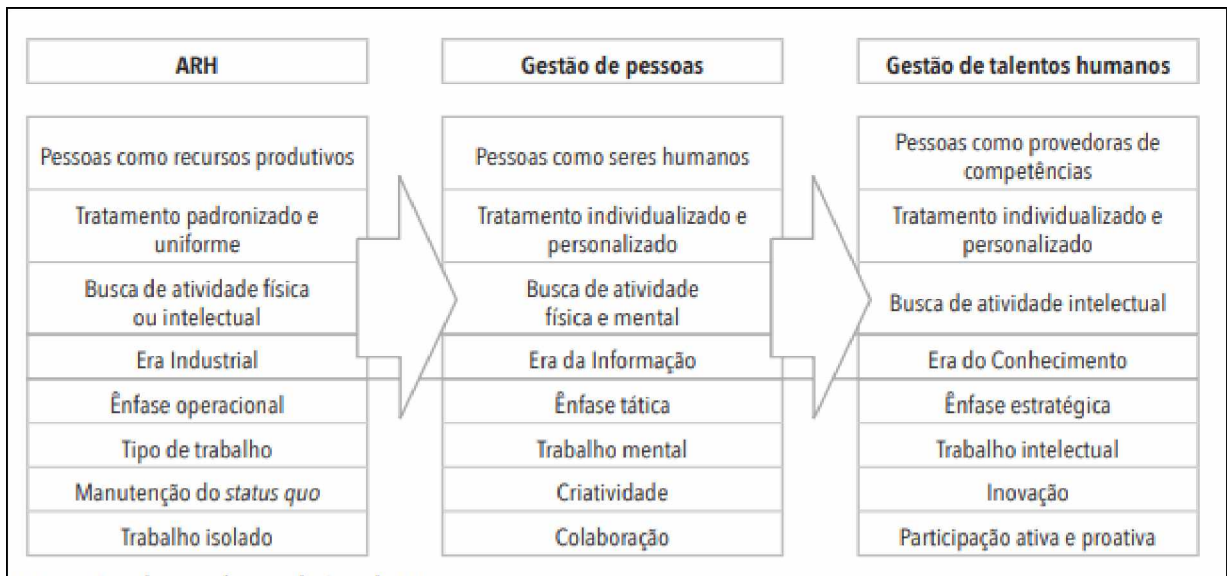 ARH
Pessoas como recursos produtivos
Tratamento padronizado e
uniforme
Busca de atividade física
ou intelectual
Era Industrial
Ênfase operacional
Tipo de trabalho
Manutenção do status quo
Trabalho isolado
Gestão de pessoas
Pessoas como seres humanos
Tratamento individualizado e
personalizado
Busca de atividade
física e mental
Era da Informação
Ênfase tática
Trabalho mental
Criatividade
Colaboração
Gestão de talentos humanos
Pessoas como provedoras de
competências
Tratamento individualizado e
personalizado
Busca de atividade intelectual
Era do Conhecimento
Ênfase estratégica
Trabalho intelectual
Inovação
Participação ativa e proativa